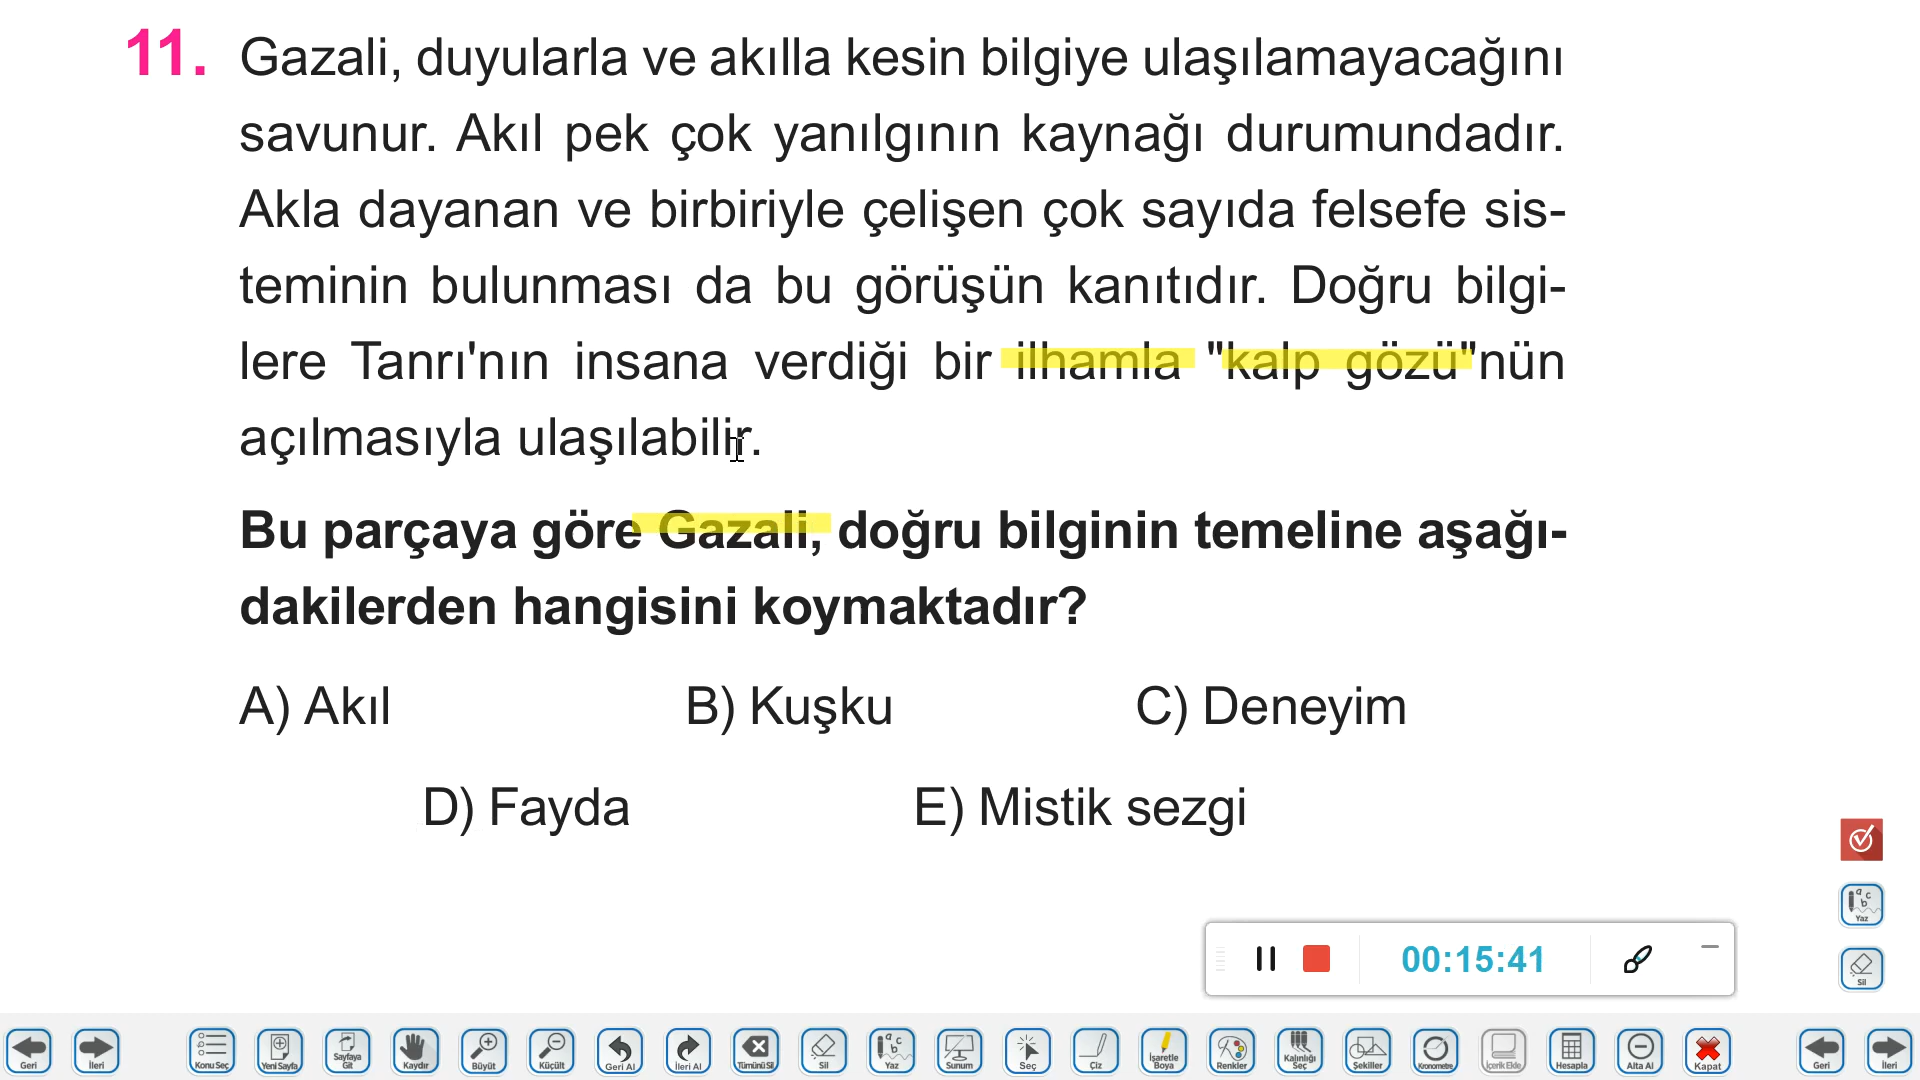 11. Gazali, duyularla ve akılla kesin bilgiye ulaşılamayacağını
savunur. Akıl pek çok yanılgının kaynağı durumundadır.
Akla dayanan ve birbiriyle çelişen çok sayıda felsefe sis-
teminin bulunması da bu görüşün kanıtıdır. Doğru bilgi-
lere Tanrı'nın insana verdiği bir ilhamla "kalp gözü"nün
açılmasıyla ulaşılabilir.
Bu parçaya göre Gazali, doğru bilginin temeline aşağı-
dakilerden hangisini koymaktadır?
A) Akıl B) Kuşku C) Deneyim
D) Fayda E) Mistik sezgi
Yaz
Sil
00:15:41
Geri İleri Konu Seç Yeni Sayfa Sayfaya Git Kaydır Büyüt Küçült Geri Al İleri Al Tümünü Sil Sil Yaz Sunum Seç Çiz İşaretle Boya Renkler Kalınlığı Seç Şekiller Kronometre İçerik Ekle Hesapla Alta Al Kapat Geri İleri